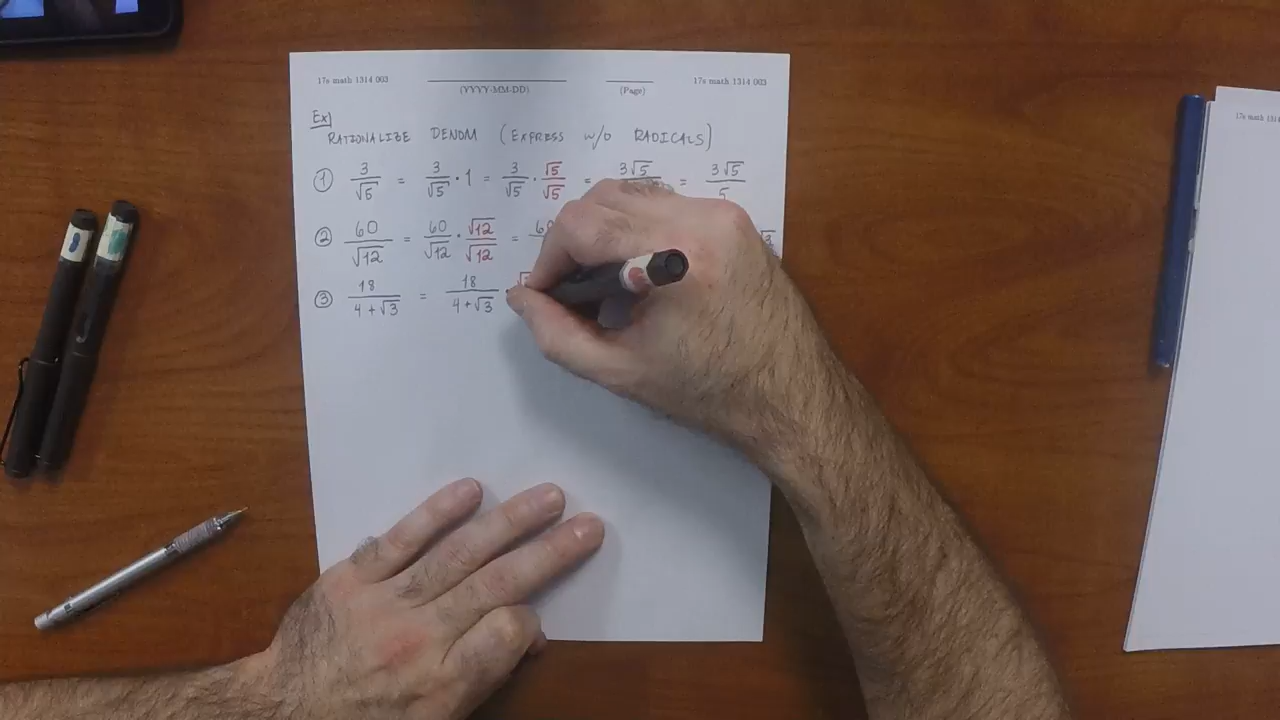 17s math 1314 003 (YYYY-MM-DD) (Page) 17s math 1314 003
Ex)
RATIONALIZE DENOM (EXPRESS w/o RADICALS)
① 3/√5 = 3/√5 · 1 = 3/√5 · √5/√5 = 3√5 = 3√5/5
② 60/√12 = 60/√12 · √12/√12 =
③ 18/(4+√3) = 18/(4+√3) ·
17s math